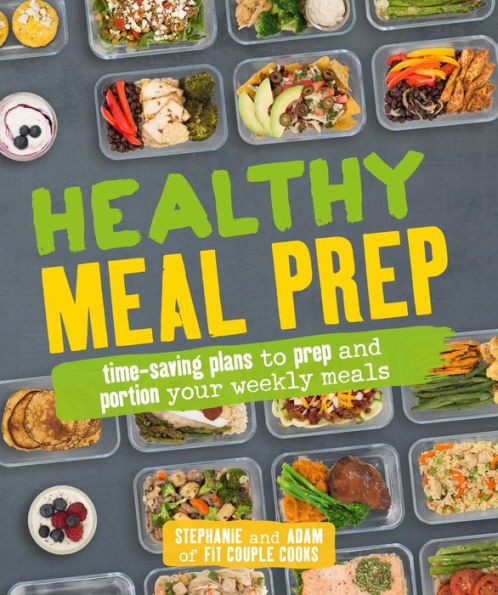 HEALTHY
MEAL PREP
time-saving plans to prep and
portion your weekly meals
STEPHANIE and ADAM
of FIT COUPLE COOKS